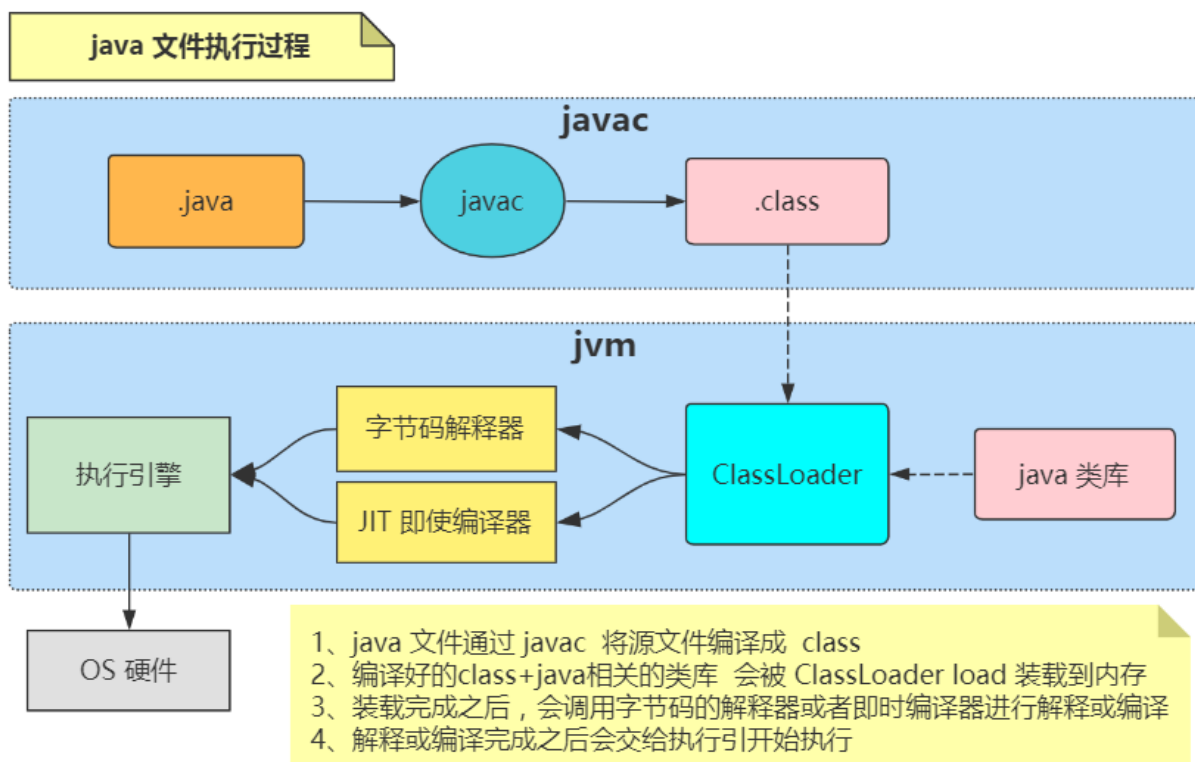 java 文件执行过程
javac
.java
javac
.class
jvm
字节码解释器
执行引擎
ClassLoader
java 类库
JIT 即使编译器
OS 硬件
1、java 文件通过 javac 将源文件编译成 class
2、编译好的class+java相关的类库 会被 ClassLoader load 装载到内存
3、装载完成之后，会调用字节码的解释器或者即时编译器进行解释或编译
4、解释或编译完成之后会交给执行引开始执行